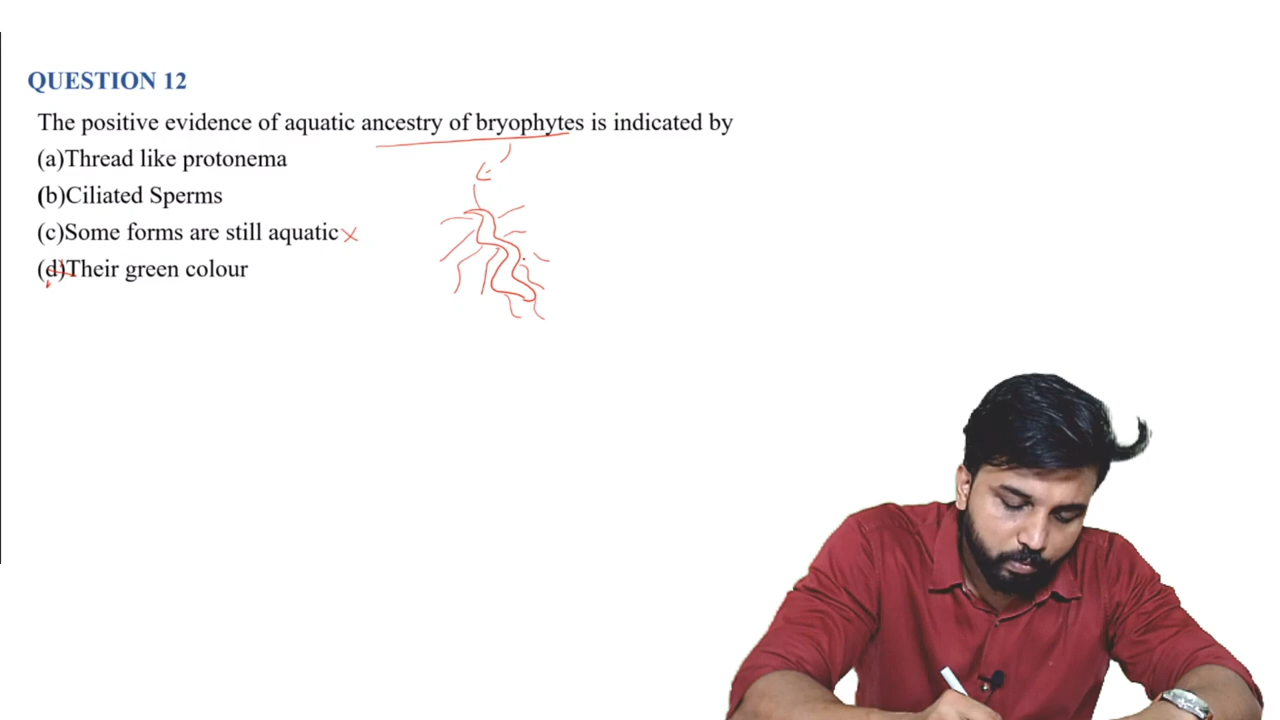 QUESTION 12
The positive evidence of aquatic ancestry of bryophytes is indicated by
(a)Thread like protonema
(b)Ciliated Sperms
(c)Some forms are still aquatic
(d)Their green colour